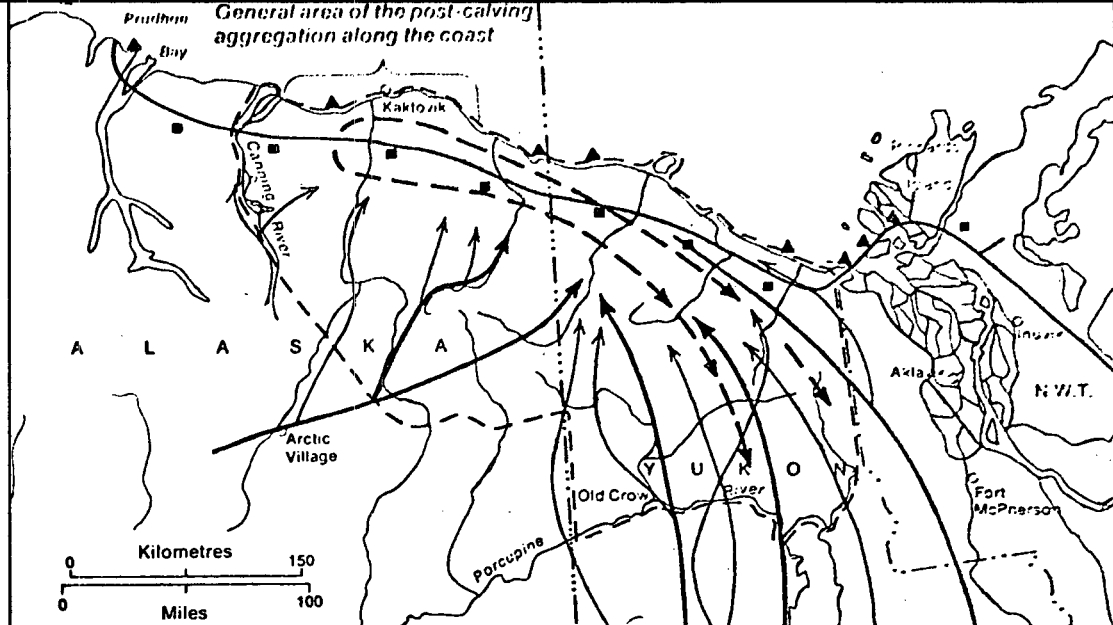 General area of the post-calving
aggregation along the coast
Prudhoe
Bay
Kaktovik
Canning
River
A L A S K A
Arctic
Village
Y U K O N
Old Crow
River
Porcupine
Aklavik
Inuvik
N.W.T.
Fort
McPherson
Kilometres
0 150
0 100
Miles